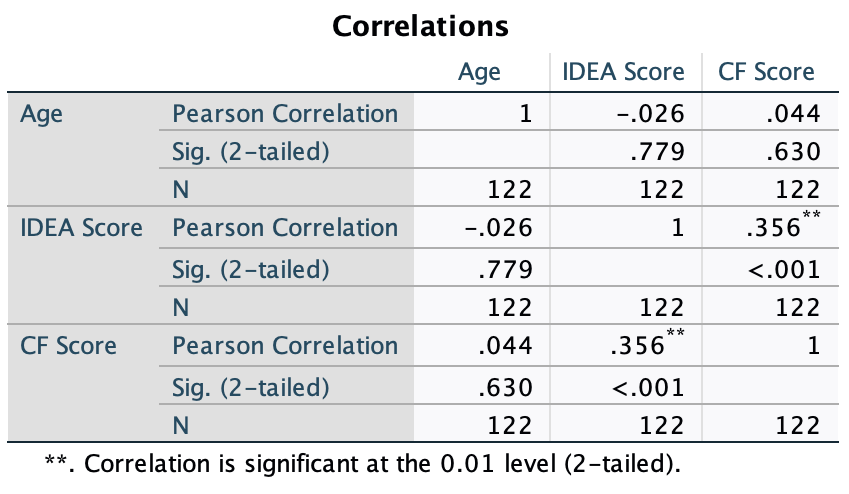 Correlations
Age IDEA Score CF Score
Age Pearson Correlation 1 −.026 .044
Sig. (2−tailed) .779 .630
N 122 122 122
IDEA Score Pearson Correlation −.026 1 .356**
Sig. (2−tailed) .779 <.001
N 122 122 122
CF Score Pearson Correlation .044 .356** 1
Sig. (2−tailed) .630 <.001
N 122 122 122
**. Correlation is significant at the 0.01 level (2−tailed).